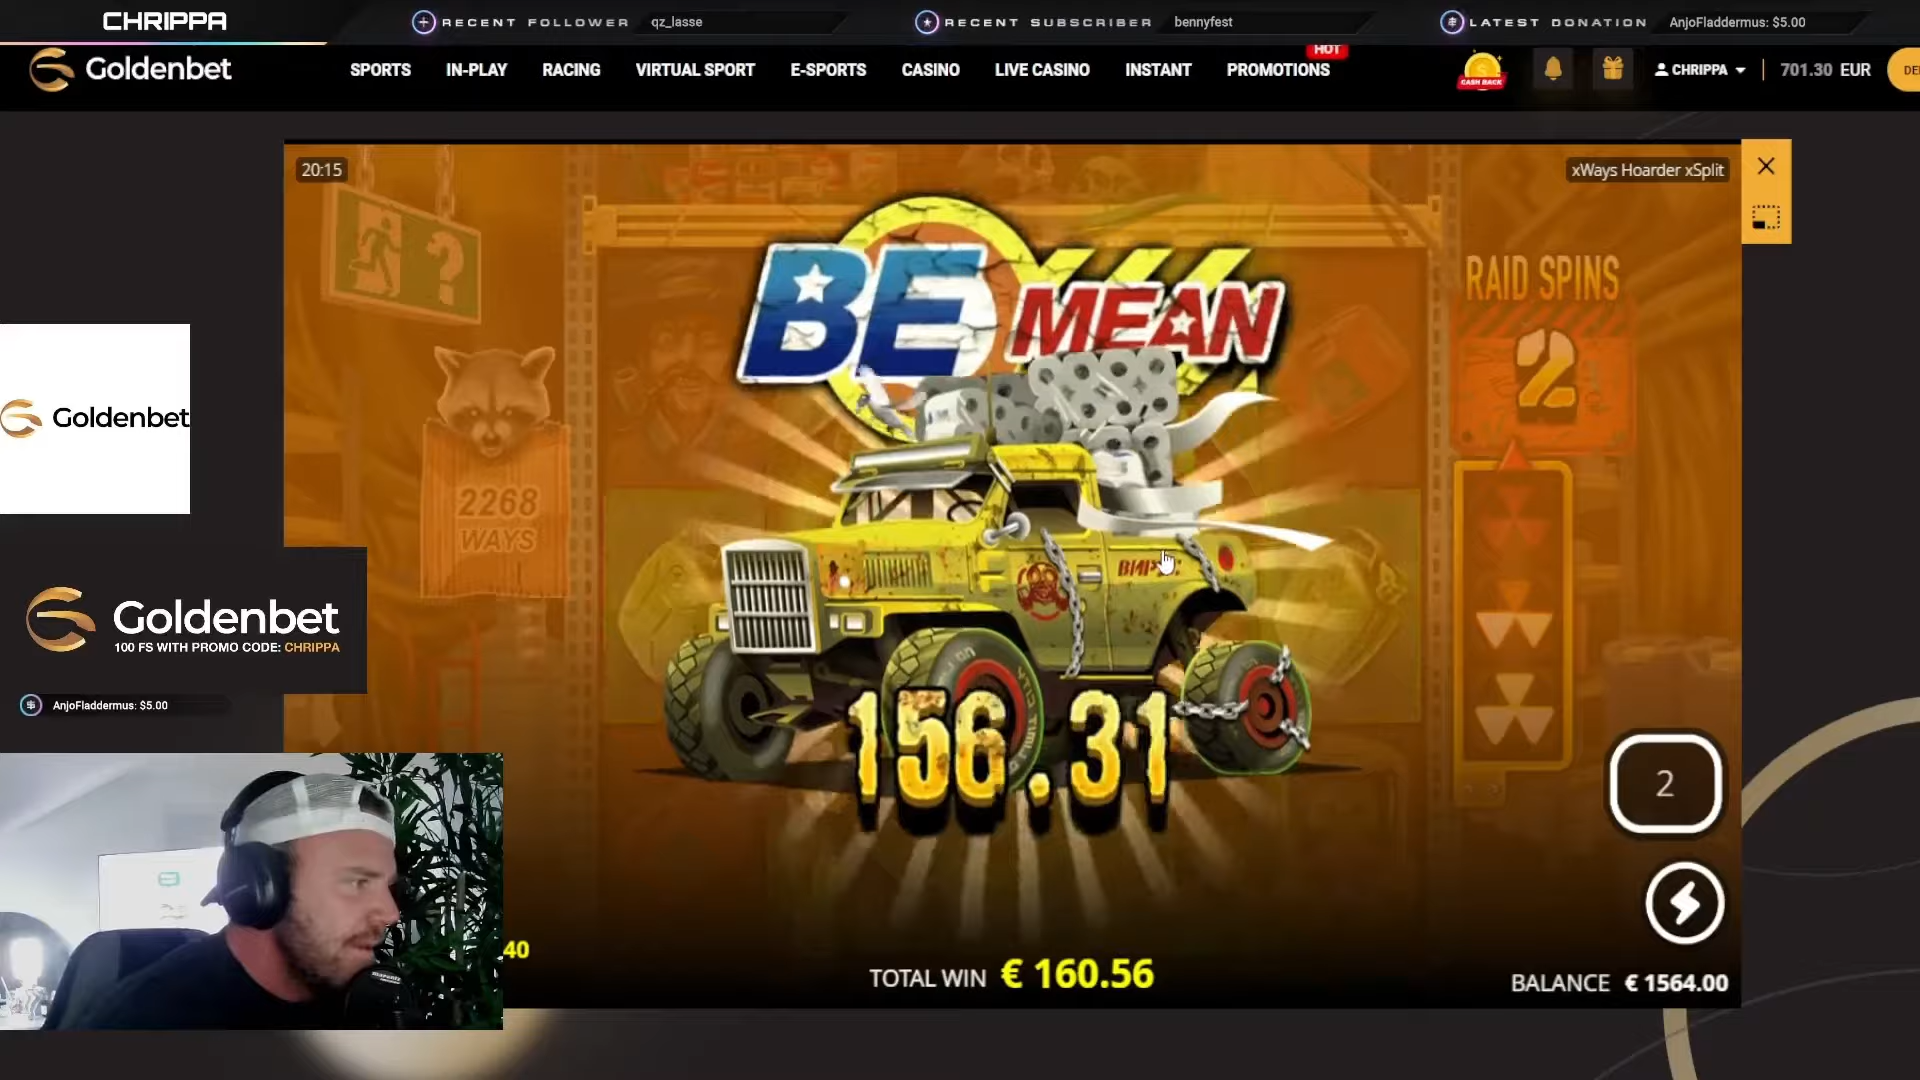 CHRIPPA
RECENT FOLLOWER qz_lasse
RECENT SUBSCRIBER bennyfest
LATEST DONATION AnjoFladdermus: $5.00
Goldenbet
SPORTS IN-PLAY RACING VIRTUAL SPORT E-SPORTS CASINO LIVE CASINO INSTANT PROMOTIONS
HOT
CASH BACK
CHRIPPA
701.30 EUR
20:15
xWays Hoarder xSplit
?
BE MEAN
RAID SPINS
2
2268
WAYS
Goldenbet
Goldenbet
100 FS WITH PROMO CODE: CHRIPPA
AnjoFladdermus: $5.00
156.31
2
40
TOTAL WIN € 160.56
BALANCE € 1564.00